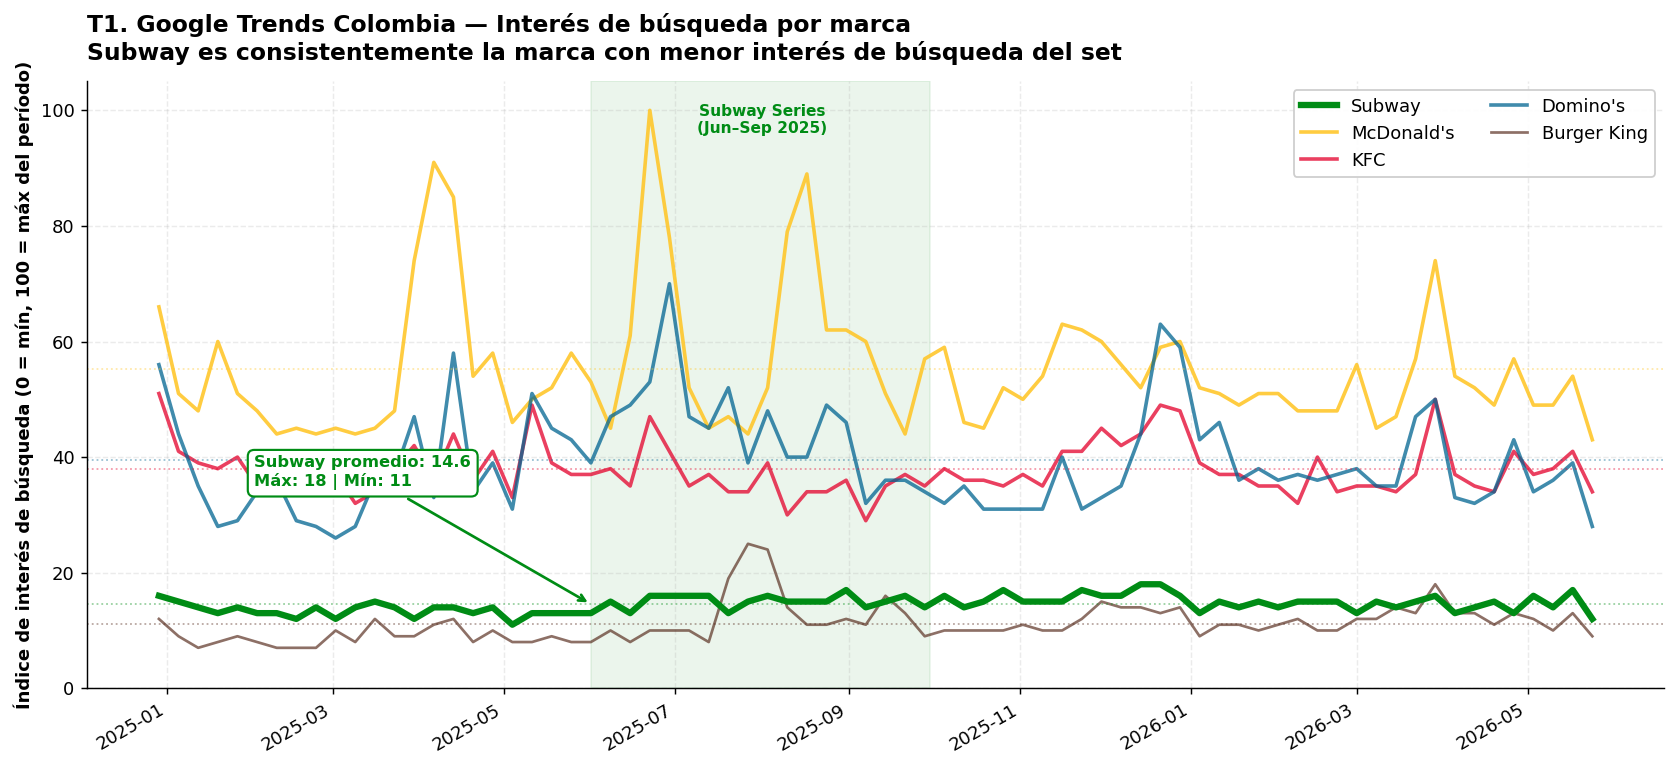 T1. Google Trends Colombia — Interés de búsqueda por marca
Subway es consistentemente la marca con menor interés de búsqueda del set
Índice de interés de búsqueda (0 = mín, 100 = máx del período)
100
80
60
40
20
0
Subway Series
(Jun–Sep 2025)
Subway
McDonald's
KFC
Domino's
Burger King
Subway promedio: 14.6
Máx: 18 | Mín: 11
2025-01
2025-03
2025-05
2025-07
2025-09
2025-11
2026-01
2026-03
2026-05